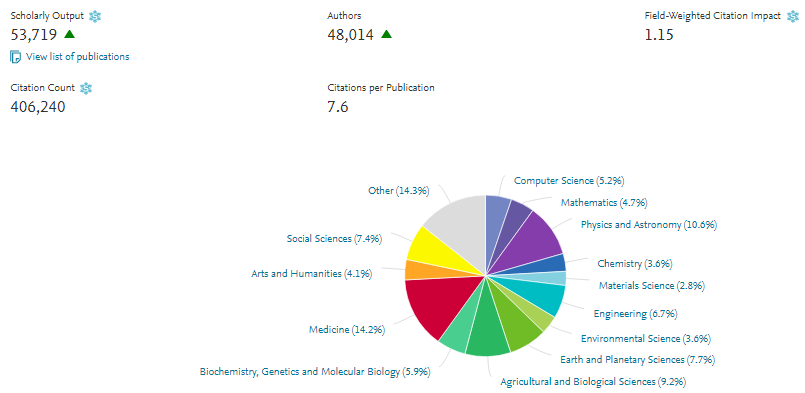 Scholarly Output
53,719
View list of publications
Authors
48,014
Field-Weighted Citation Impact
1.15
Citation Count
406,240
Citations per Publication
7.6
Computer Science (5.2%)
Mathematics (4.7%)
Physics and Astronomy (10.6%)
Chemistry (3.6%)
Materials Science (2.8%)
Engineering (6.7%)
Environmental Science (3.6%)
Earth and Planetary Sciences (7.7%)
Agricultural and Biological Sciences (9.2%)
Biochemistry, Genetics and Molecular Biology (5.9%)
Medicine (14.2%)
Arts and Humanities (4.1%)
Social Sciences (7.4%)
Other (14.3%)